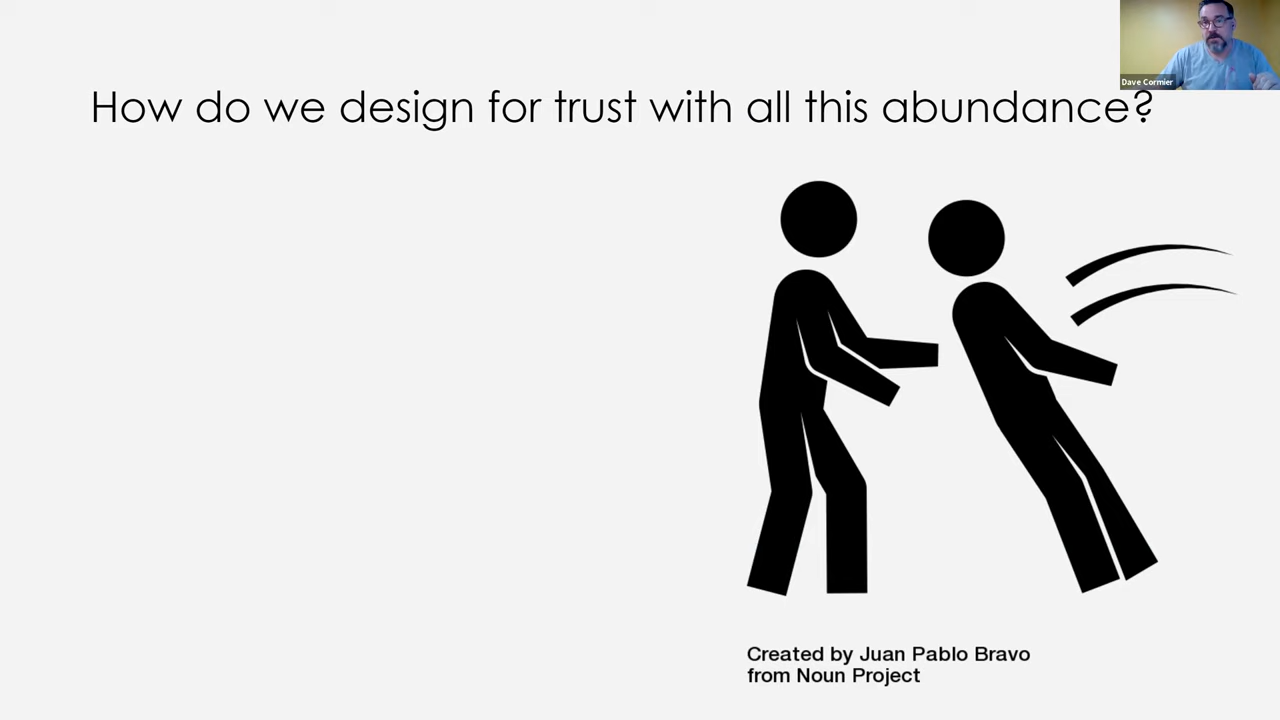 Dave Cormier
How do we design for trust with all this abundance?
Created by Juan Pablo Bravo
from Noun Project